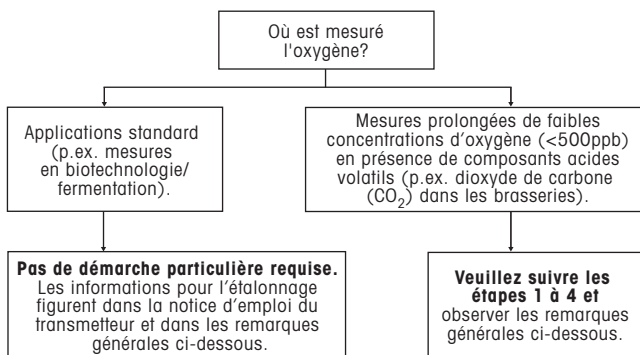 Où est mesuré
l'oxygène?
Applications standard
(p.ex. mesures
en biotechnologie/
fermentation).
Mesures prolongées de faibles
concentrations d’oxygène (<500ppb)
en présence de composants acides
volatils (p.ex. dioxyde de carbone
(CO₂) dans les brasseries).
Pas de démarche particulière requise.
Les informations pour l’étalonnage
figurent dans la notice d’emploi du
transmetteur et dans les remarques
générales ci-dessous.
Veuillez suivre les
étapes 1 à 4 et
observer les remarques
générales ci-dessous.